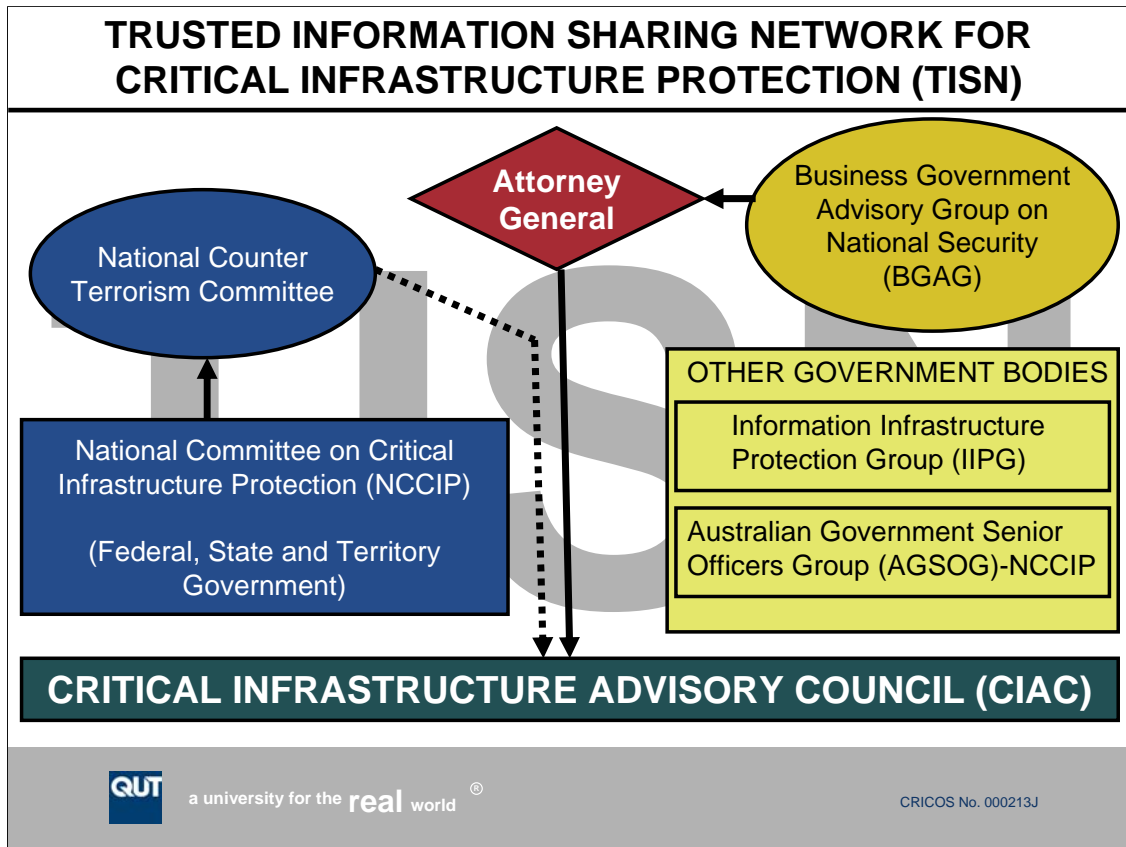 TRUSTED INFORMATION SHARING NETWORK FOR
CRITICAL INFRASTRUCTURE PROTECTION (TISN)
TISN
Attorney
General
Business Government
Advisory Group on
National Security
(BGAG)
National Counter
Terrorism Committee
OTHER GOVERNMENT BODIES
Information Infrastructure
Protection Group (IIPG)
Australian Government Senior
Officers Group (AGSOG)-NCCIP
National Committee on Critical
Infrastructure Protection (NCCIP)
(Federal, State and Territory
Government)
CRITICAL INFRASTRUCTURE ADVISORY COUNCIL (CIAC)
QUT
a university for the real world ®
CRICOS No. 000213J